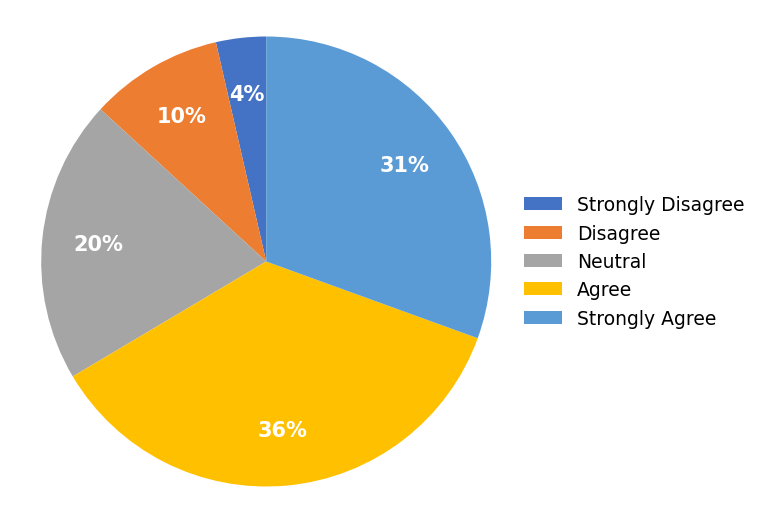 4%
10%
31%
20%
36%
Strongly Disagree
Disagree
Neutral
Agree
Strongly Agree